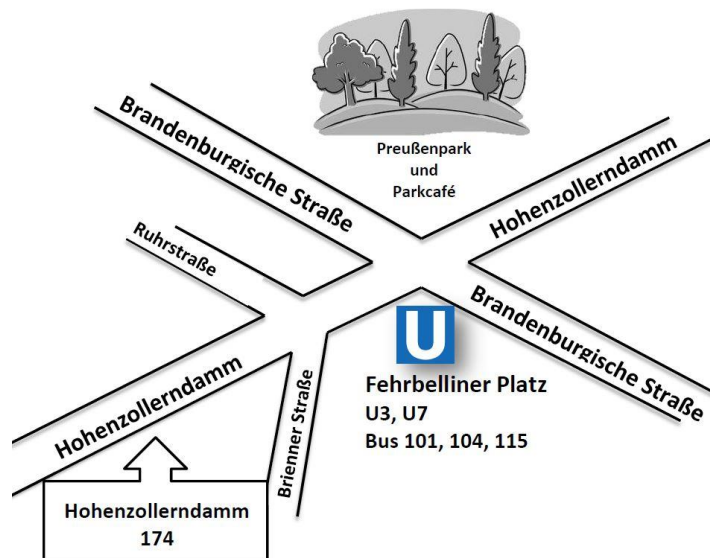 Preußenpark
und
Parkcafé
Brandenburgische Straße
Hohenzollerndamm
Ruhrstraße
U
Brandenburgische Straße
Fehrbelliner Platz
U3, U7
Bus 101, 104, 115
Hohenzollerndamm
Brienner Straße
Hohenzollerndamm
174